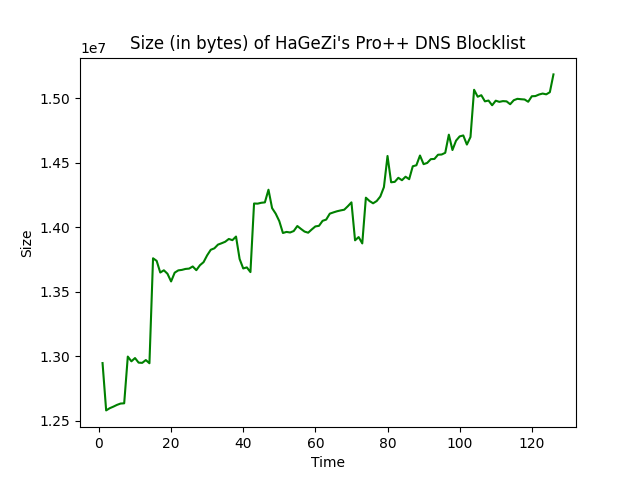 Size (in bytes) of HaGeZi's Pro++ DNS Blocklist
1e7
1.50
1.45
1.40
1.35
1.30
1.25
Size
0 20 40 60 80 100 120
Time